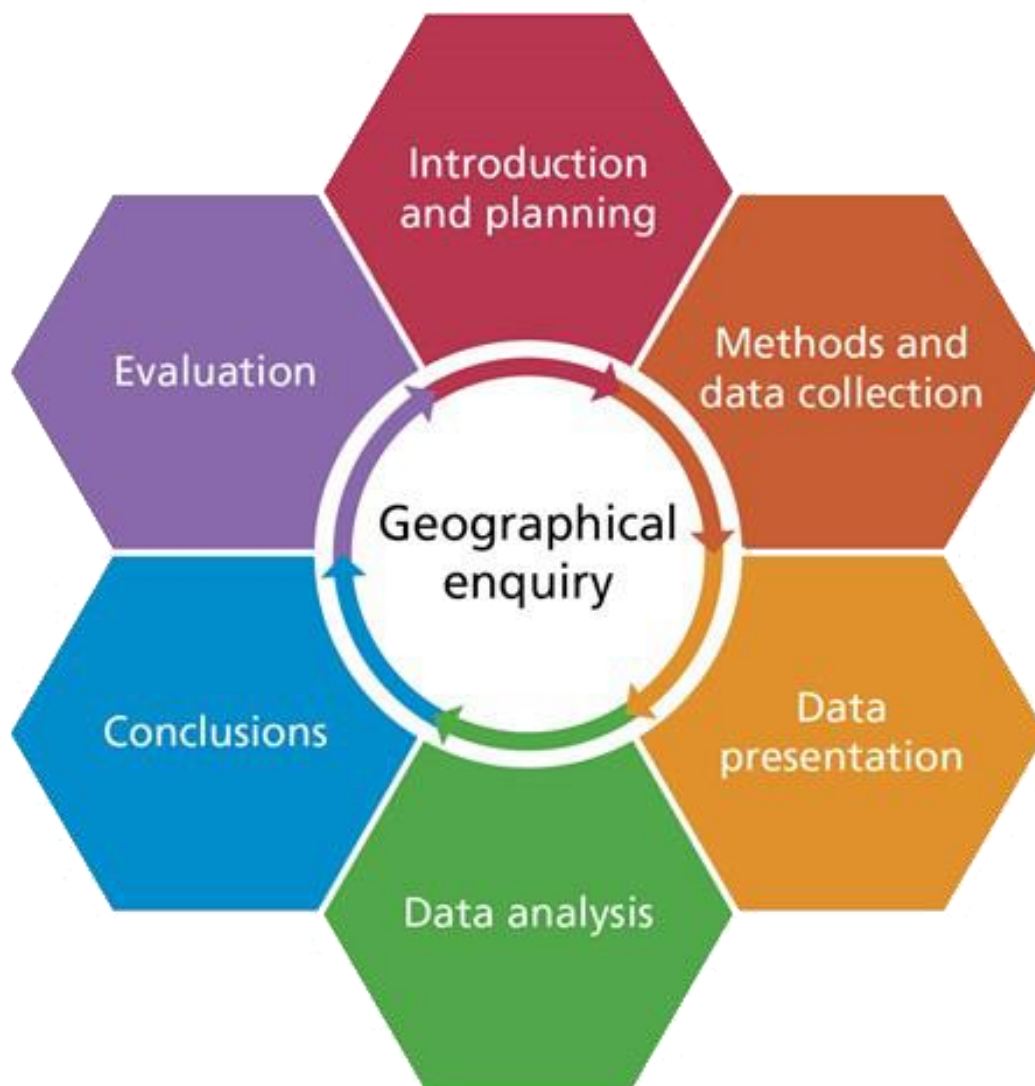 Introduction
and planning
Methods and
data collection
Data
presentation
Data analysis
Conclusions
Evaluation
Geographical
enquiry